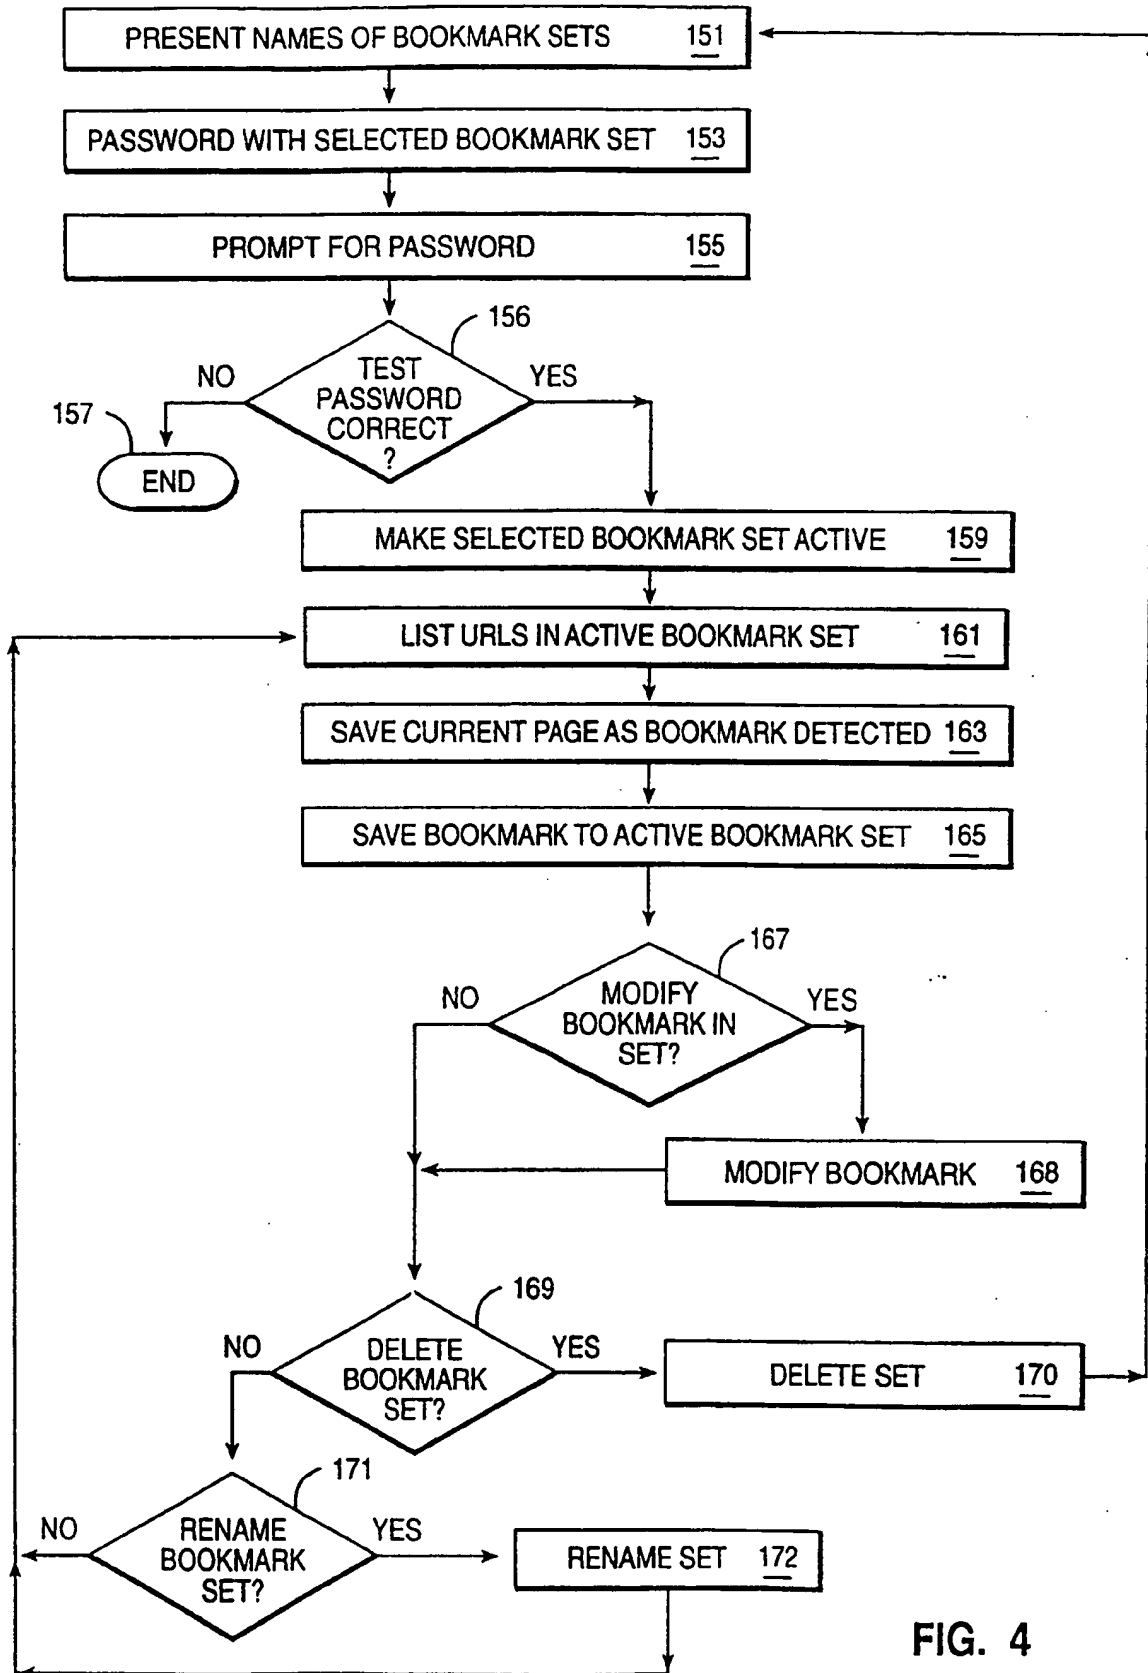 PRESENT NAMES OF BOOKMARK SETS 151
PASSWORD WITH SELECTED BOOKMARK SET 153
PROMPT FOR PASSWORD 155
156
NO
TEST
PASSWORD
CORRECT
?
YES
157
END
MAKE SELECTED BOOKMARK SET ACTIVE 159
LIST URLS IN ACTIVE BOOKMARK SET 161
SAVE CURRENT PAGE AS BOOKMARK DETECTED 163
SAVE BOOKMARK TO ACTIVE BOOKMARK SET 165
167
NO
MODIFY
BOOKMARK IN
SET?
YES
MODIFY BOOKMARK 168
169
NO
DELETE
BOOKMARK
SET?
YES
DELETE SET 170
171
NO
RENAME
BOOKMARK
SET?
YES
RENAME SET 172
FIG. 4